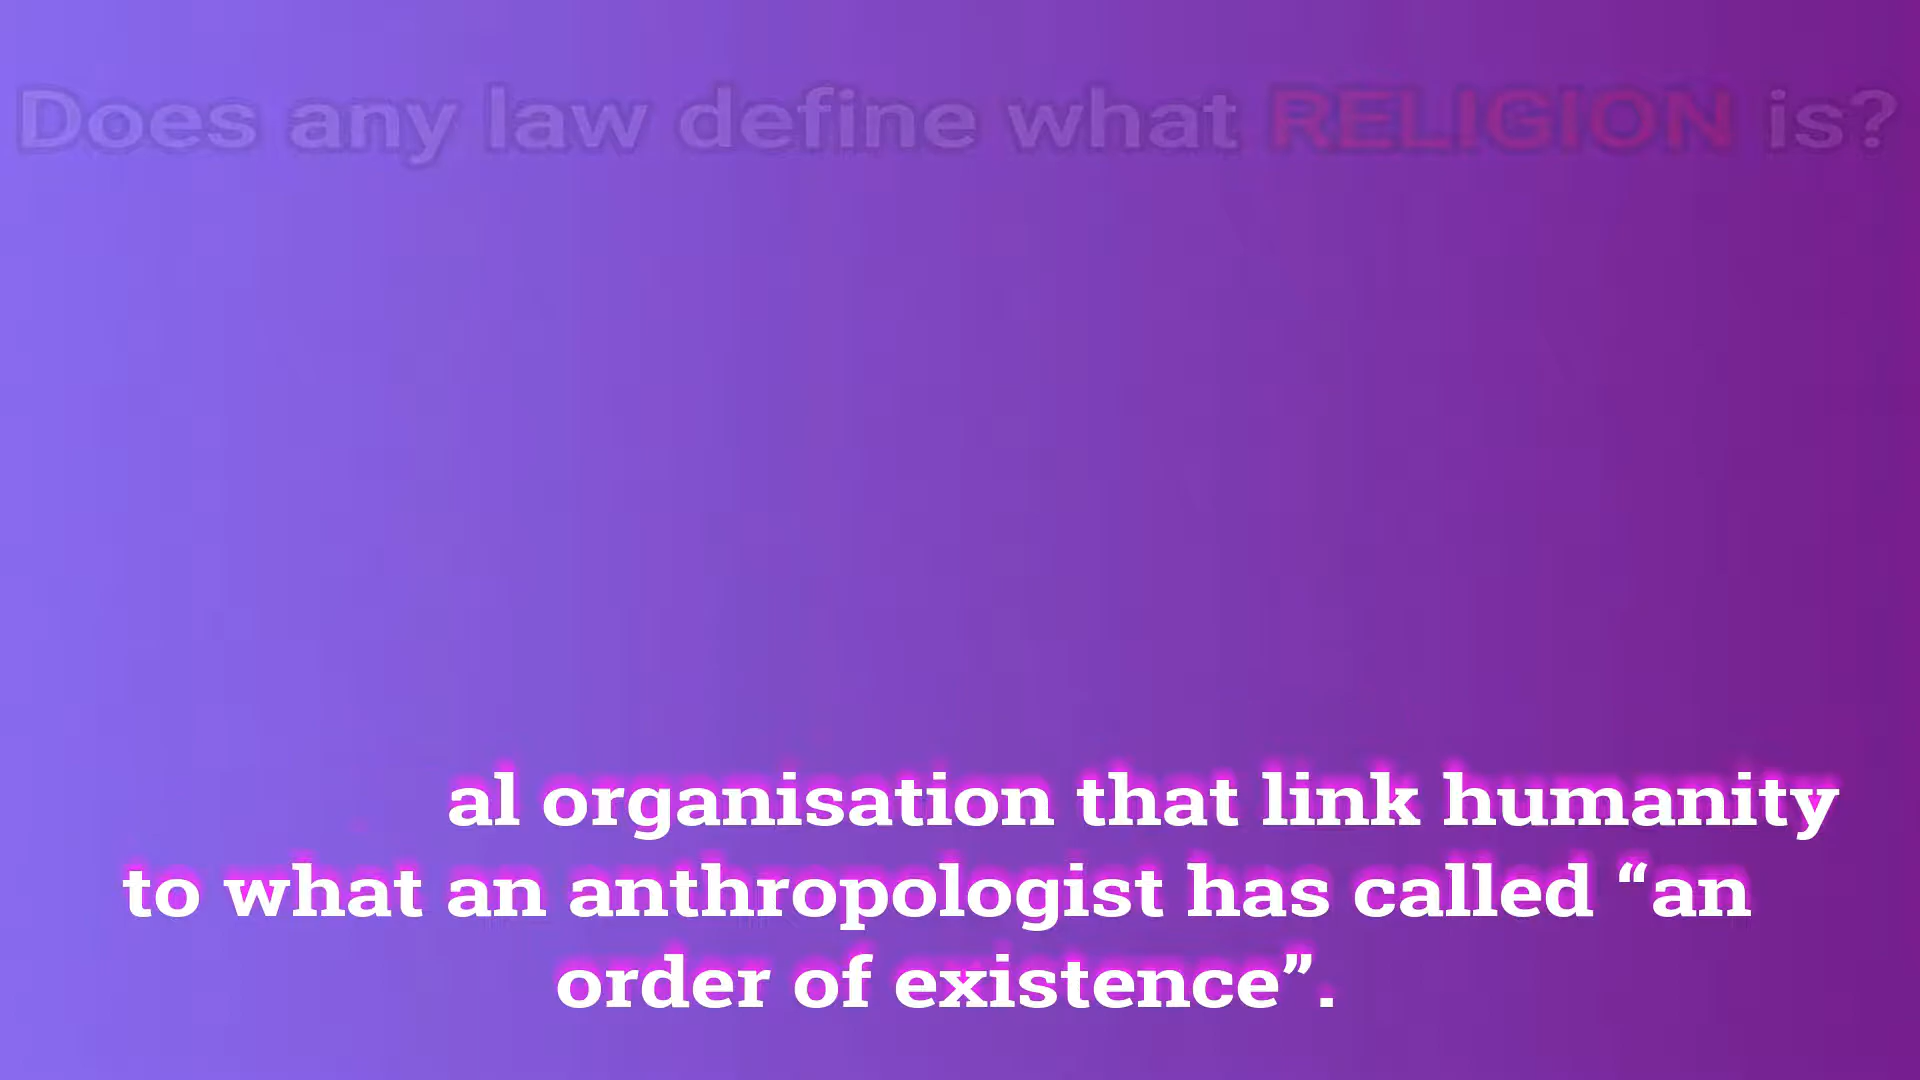 Does any law define what RELIGION is?
al organisation that link humanity
to what an anthropologist has called “an
order of existence”.